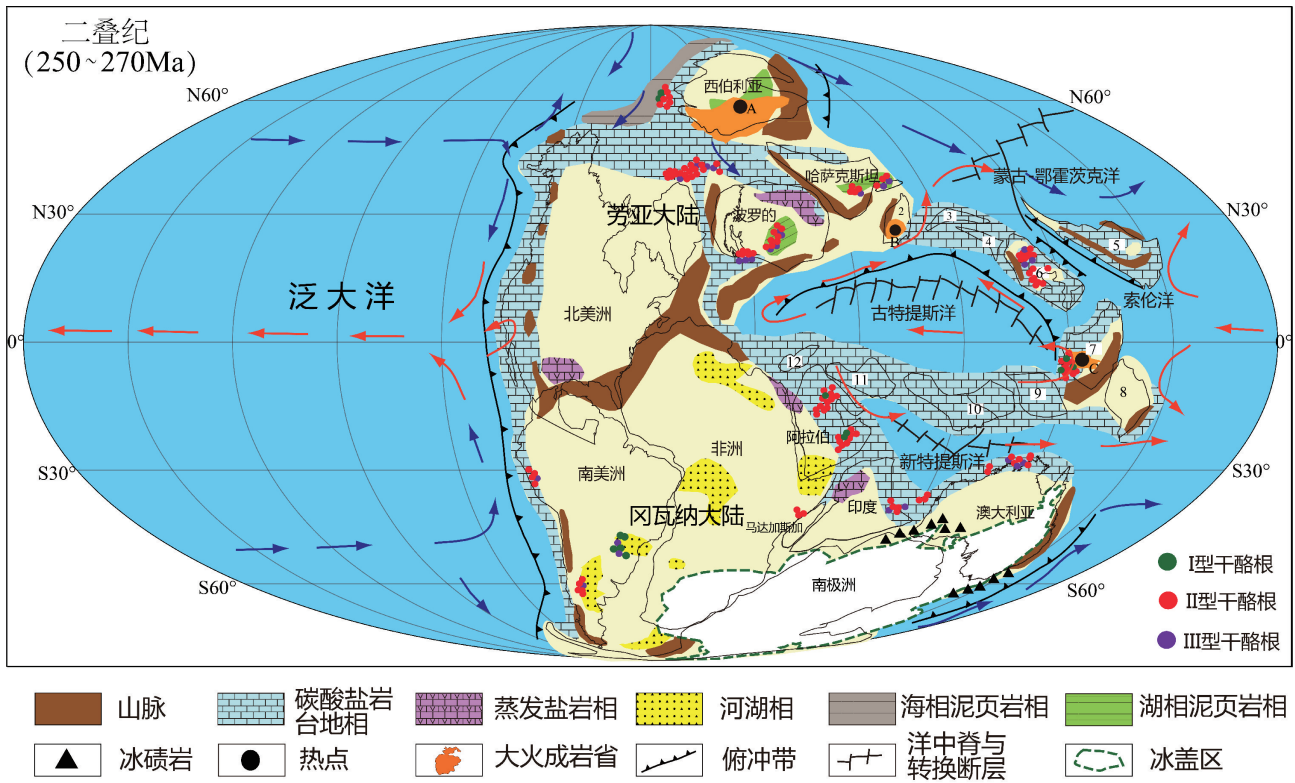 二叠纪
(250~270Ma)
N60°
N60°
西伯利亚
A
哈萨克斯坦
蒙古-鄂霍茨克洋
N30°
N30°
劳亚大陆
波罗的
2
B
3
4
5
6
索伦洋
泛大洋
北美洲
古特提斯洋
0°
0°
7
C
8
12
11
10
9
阿拉伯
非洲
新特提斯洋
S30°
S30°
南美洲
冈瓦纳大陆
马达加斯加
印度
澳大利亚
南极洲
S60°
S60°
I型干酪根
II型干酪根
III型干酪根
山脉
碳酸盐岩
台地相
蒸发盐岩相
河湖相
海相泥页岩相
湖相泥页岩相
冰碛岩
热点
大火成岩省
俯冲带
洋中脊与
转换断层
冰盖区